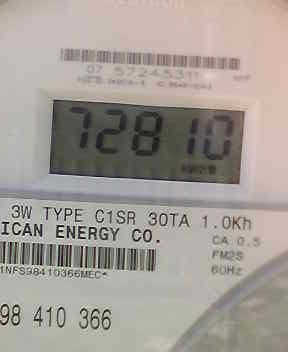 07 57245311
72810
3W TYPE C1SR 30TA 1.0Kh
ICAN ENERGY CO.
CA 0.5
FM2S
60Hz
1NFS98410366MEC*
98 410 366